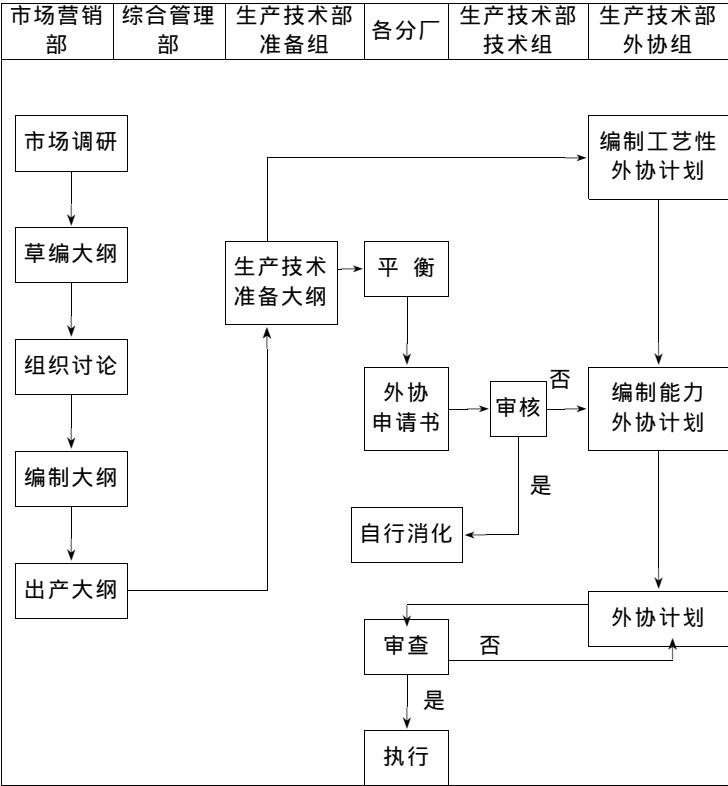 市场营销
部
综合管理
部
生产技术部
准备组
各分厂
生产技术部
技术组
生产技术部
外协组
市场调研
编制工艺性
外协计划
草编大纲
生产技术
准备大纲
平 衡
组织讨论
外协
申请书
审核
否
编制能力
外协计划
编制大纲
是
自行消化
出产大纲
外协计划
审查
否
是
执行